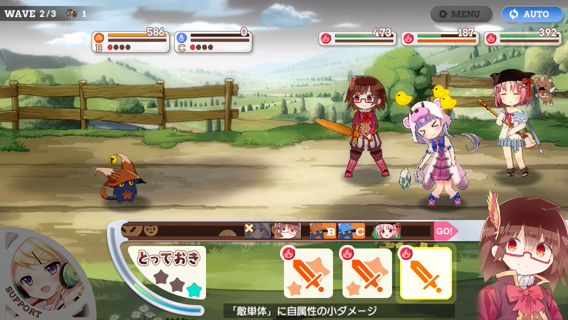 WAVE 2/3 1
MENU
AUTO
586
B
0
C
473
187
392
B
C
GO!
とっておき
SUPPORT
「敵単体」に自属性の小ダメージ